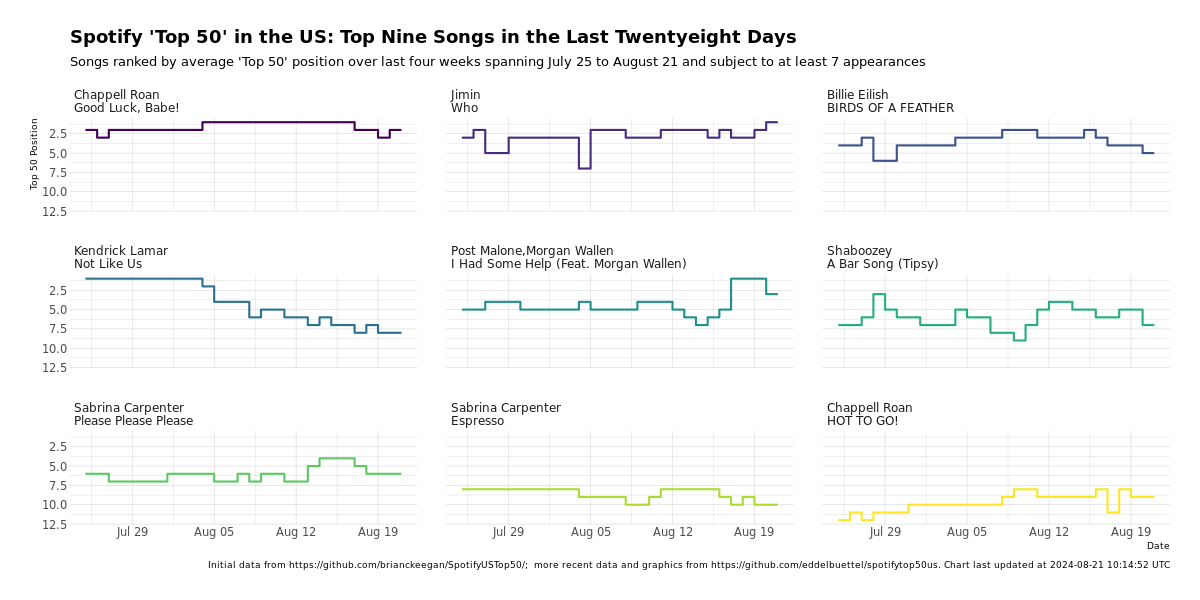 Spotify 'Top 50' in the US: Top Nine Songs in the Last Twentyeight Days
Songs ranked by average 'Top 50' position over last four weeks spanning July 25 to August 21 and subject to at least 7 appearances
Chappell Roan
Good Luck, Babe!
Jimin
Who
Billie Eilish
BIRDS OF A FEATHER
Top 50 Position
2.5
5.0
7.5
10.0
12.5
Kendrick Lamar
Not Like Us
Post Malone,Morgan Wallen
I Had Some Help (Feat. Morgan Wallen)
Shaboozey
A Bar Song (Tipsy)
2.5
5.0
7.5
10.0
12.5
Sabrina Carpenter
Please Please Please
Sabrina Carpenter
Espresso
Chappell Roan
HOT TO GO!
2.5
5.0
7.5
10.0
12.5
Jul 29 Aug 05 Aug 12 Aug 19
Jul 29 Aug 05 Aug 12 Aug 19
Jul 29 Aug 05 Aug 12 Aug 19
Date
Initial data from https://github.com/brianckeegan/SpotifyUSTop50/; more recent data and graphics from https://github.com/eddelbuettel/spotifytop50us. Chart last updated at 2024-08-21 10:14:52 UTC